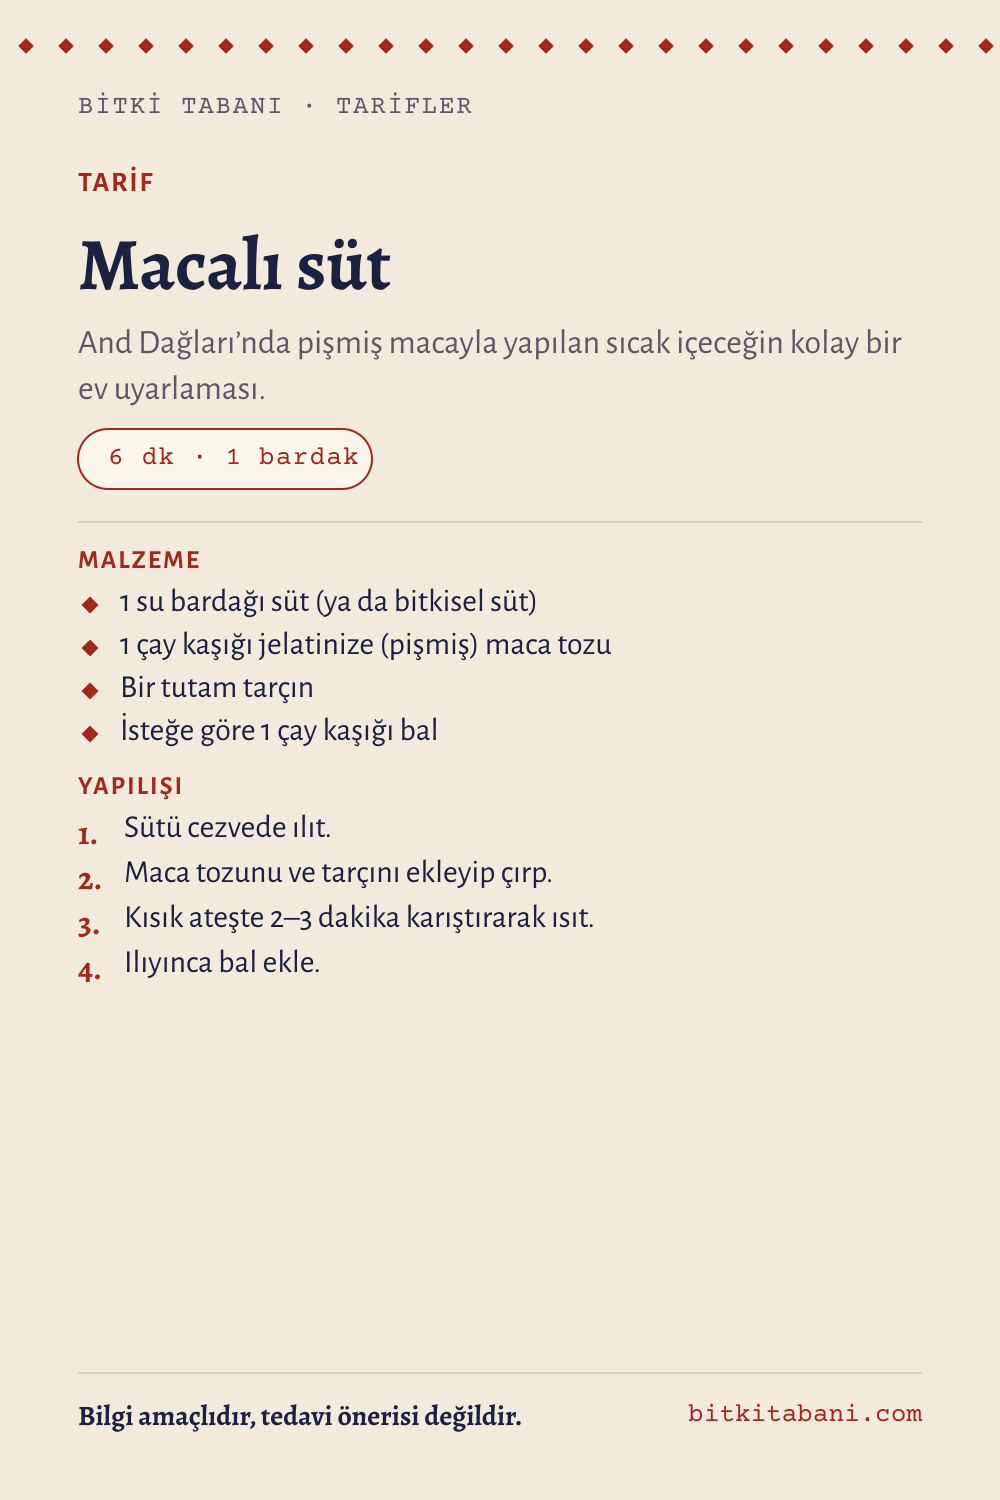 BİTKİ TABANI · TARİFLER
TARİF
Macalı süt
And Dağları’nda pişmiş macayla yapılan sıcak içeceğin kolay bir
ev uyarlaması.
6 dk · 1 bardak
MALZEME
◆ 1 su bardağı süt (ya da bitkisel süt)
◆ 1 çay kaşığı jelatinize (pişmiş) maca tozu
◆ Bir tutam tarçın
◆ İsteğe göre 1 çay kaşığı bal
YAPILIŞI
1. Sütü cezvede ılıt.
2. Maca tozunu ve tarçını ekleyip çırp.
3. Kısık ateşte 2–3 dakika karıştırarak ısıt.
4. Ilıyınca bal ekle.
Bilgi amaçlıdır, tedavi önerisi değildir.
bitkitabani.com